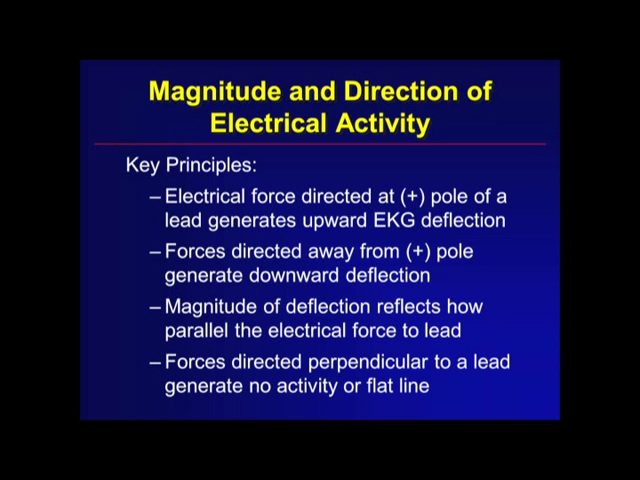 Magnitude and Direction of
Electrical Activity
Key Principles:
– Electrical force directed at (+) pole of a
lead generates upward EKG deflection
– Forces directed away from (+) pole
generate downward deflection
– Magnitude of deflection reflects how
parallel the electrical force to lead
– Forces directed perpendicular to a lead
generate no activity or flat line